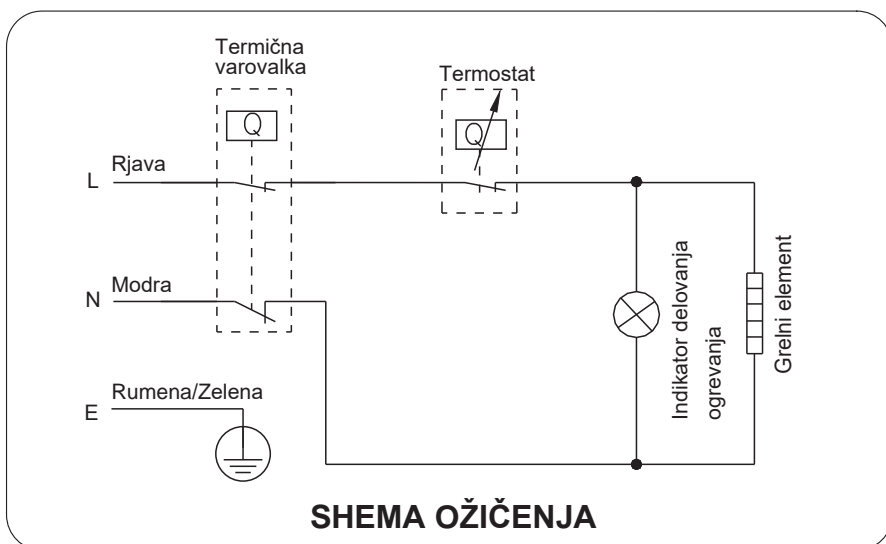 Termična
varovalka
Termostat
Q
Q
L
Rjava
N
Modra
E
Rumena/Zelena
Indikator delovanja
ogrevanja
Grelni element
SHEMA OŽIČENJA